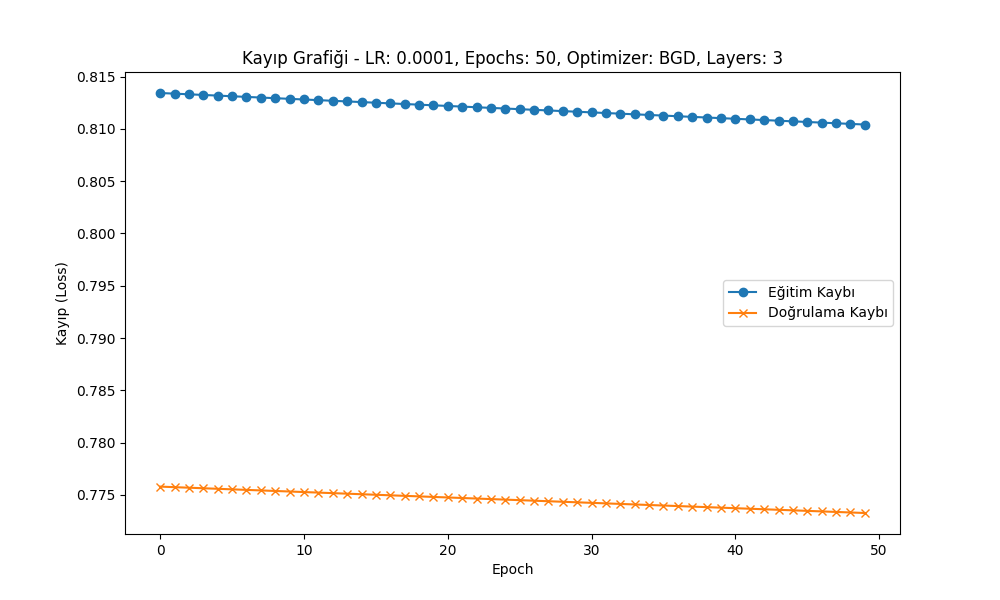 Kayıp Grafiği - LR: 0.0001, Epochs: 50, Optimizer: BGD, Layers: 3
0.815
0.810
0.805
0.800
0.795
0.790
0.785
0.780
0.775
Kayıp (Loss)
Eğitim Kaybı
Doğrulama Kaybı
0 10 20 30 40 50
Epoch